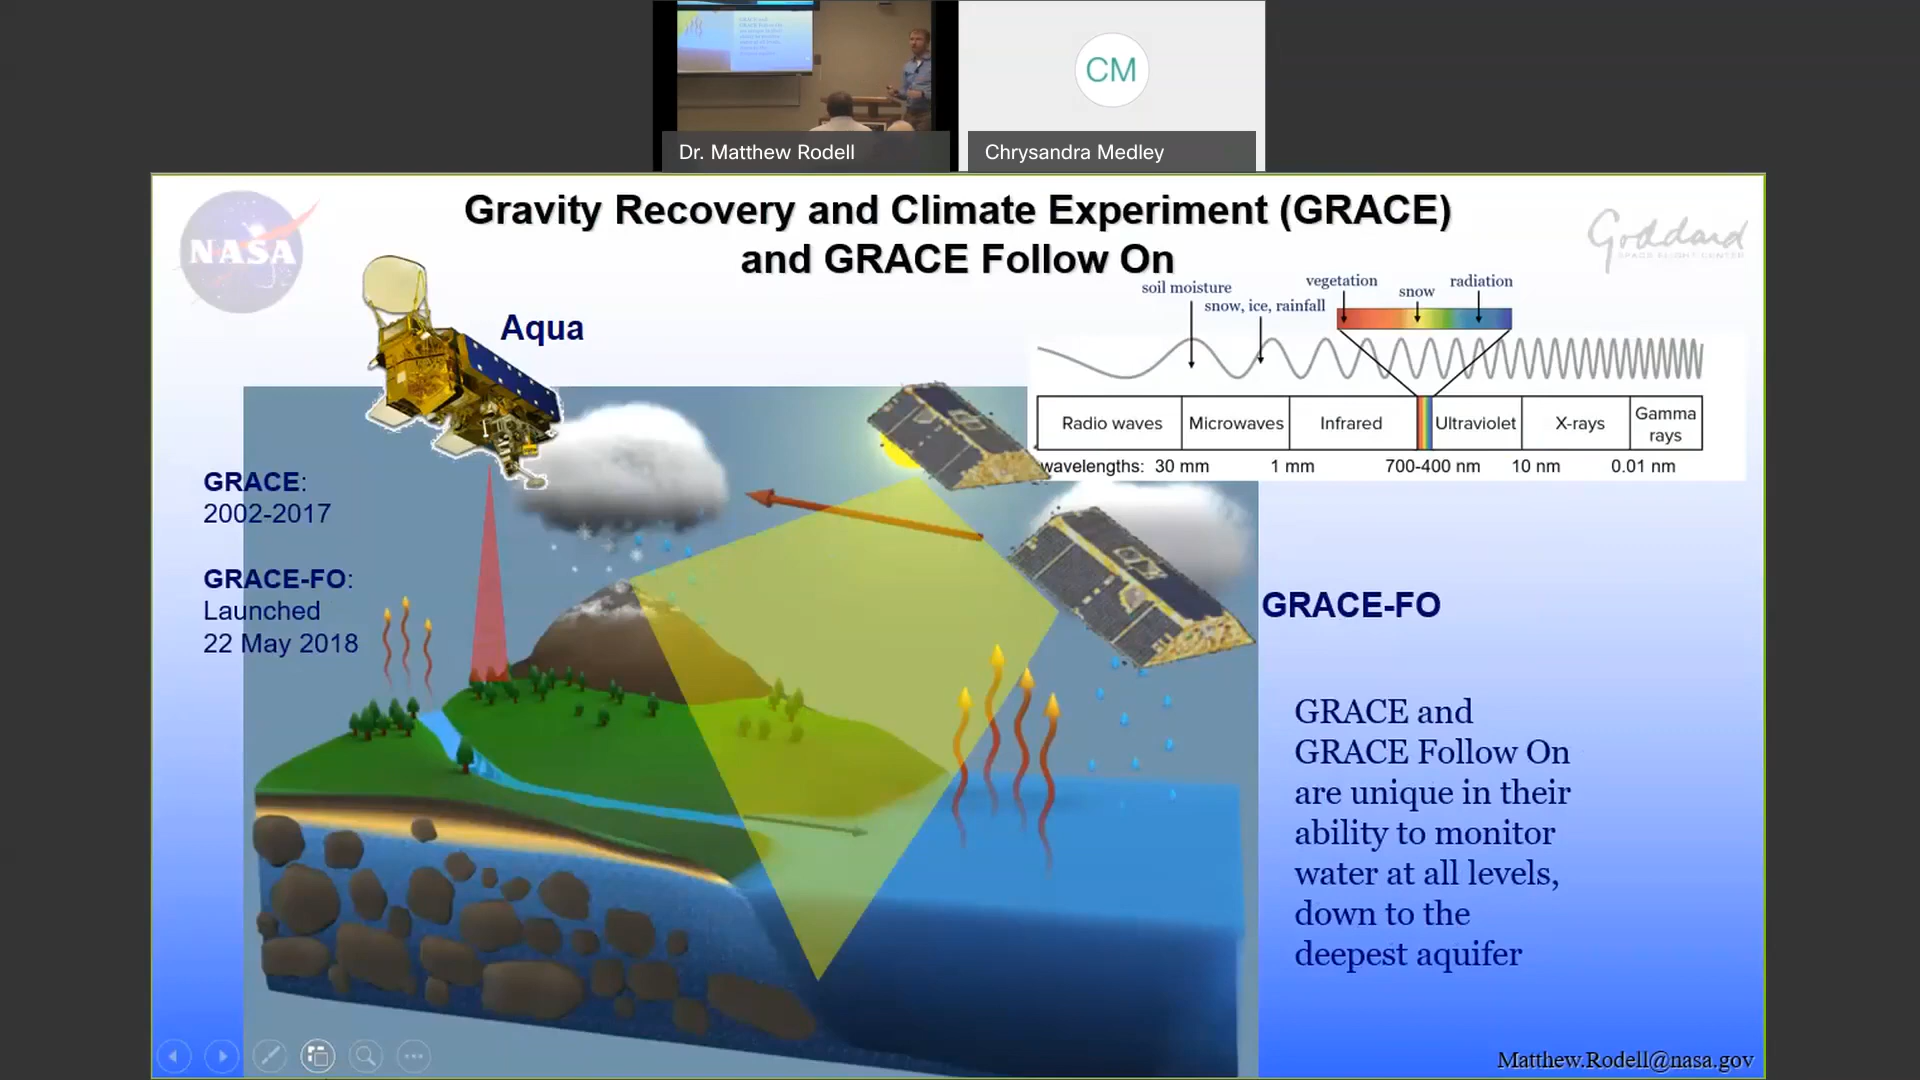 CM
Dr. Matthew Rodell
Chrysandra Medley
NASA
Gravity Recovery and Climate Experiment (GRACE)
and GRACE Follow On
Goddard
SPACE FLIGHT CENTER
Aqua
soil moisture
snow, ice, rainfall
vegetation
snow
radiation
Radio waves
Microwaves
Infrared
Ultraviolet
X-rays
Gamma
rays
wavelengths: 30 mm 1 mm 700-400 nm 10 nm 0.01 nm
GRACE:
2002-2017
GRACE-FO:
Launched
22 May 2018
GRACE-FO
GRACE and
GRACE Follow On
are unique in their
ability to monitor
water at all levels,
down to the
deepest aquifer
Matthew.Rodell@nasa.gov